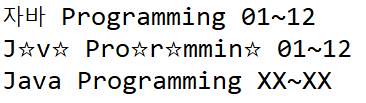 자바 Programming 01~12
J☆v☆ Pro☆r☆mmin☆ 01~12
Java Programming XX~XX